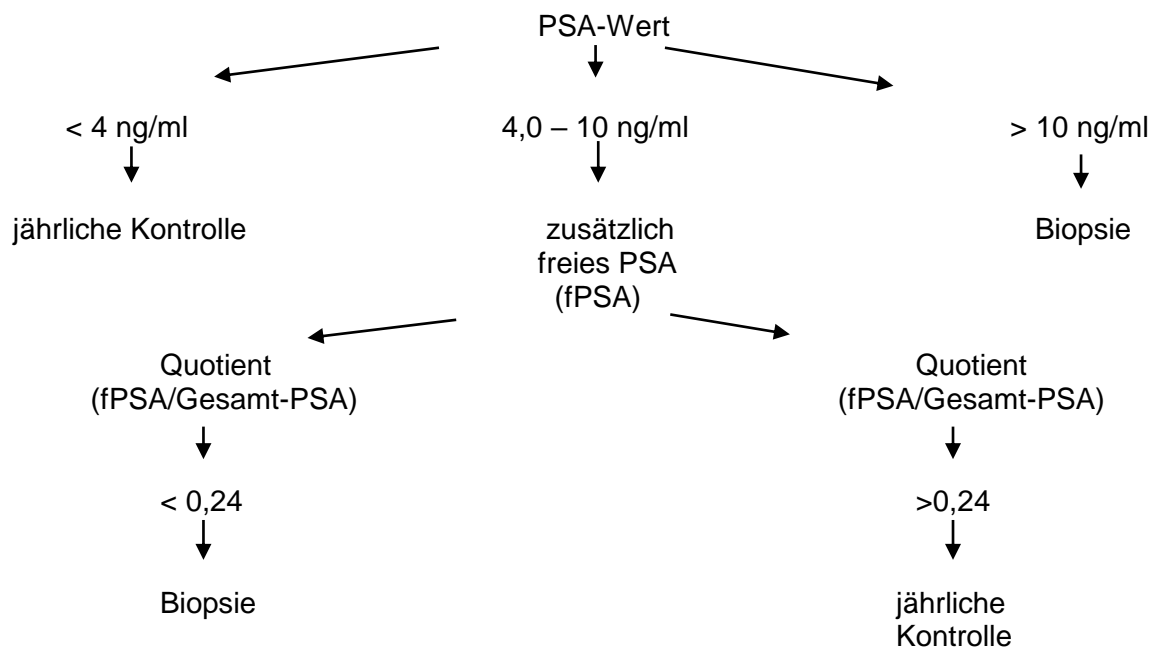 PSA-Wert
< 4 ng/ml
4,0 – 10 ng/ml
> 10 ng/ml
jährliche Kontrolle
zusätzlich
freies PSA
(fPSA)
Biopsie
Quotient
(fPSA/Gesamt-PSA)
Quotient
(fPSA/Gesamt-PSA)
< 0,24
>0,24
Biopsie
jährliche
Kontrolle